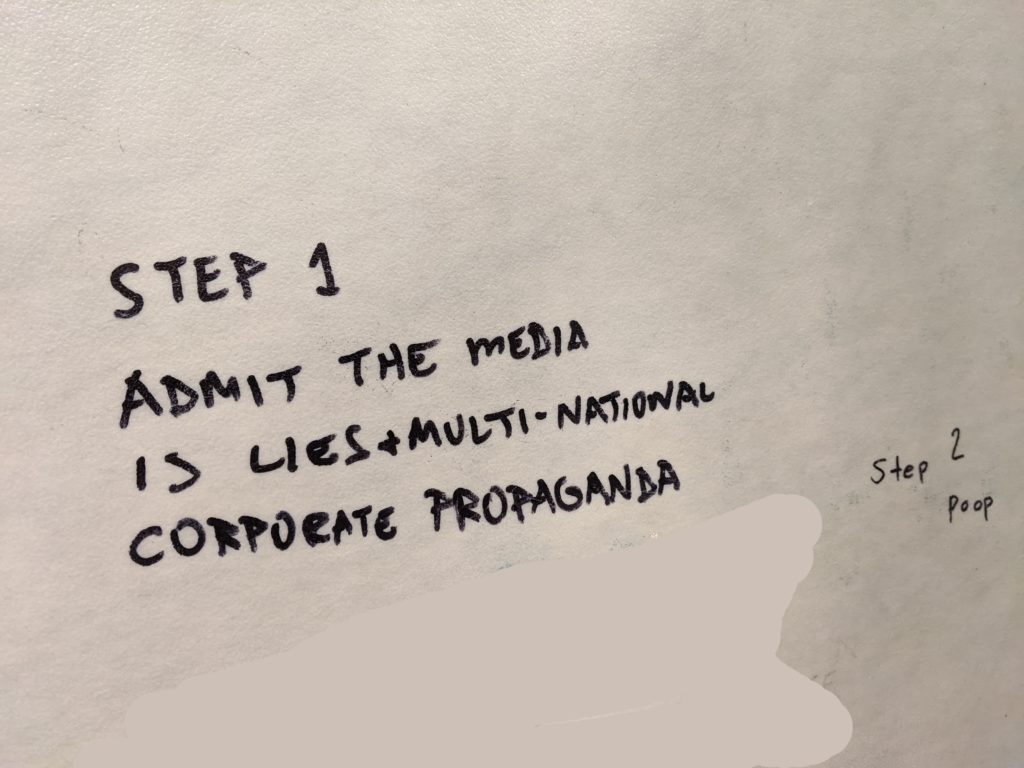 STEP 1
ADMIT THE MEDIA
IS LIES + MULTI-NATIONAL
CORPORATE PROPAGANDA
Step 2
poop